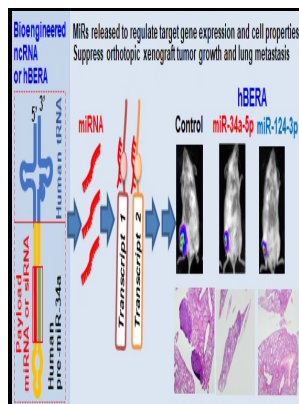 Bioengineered
ncRNA
or hBERA
MiRs released to regulate target gene expression and cell properties
Suppress orthotopic xenograft tumor growth and lung metastasis
5' 3'
Human tRNA
Payload
miRNA or siRNA
Human
pre-miR-34a
miRNA
Transcript 1
Transcript 2
hBERA
Control
miR-34a-5p
miR-124-3p